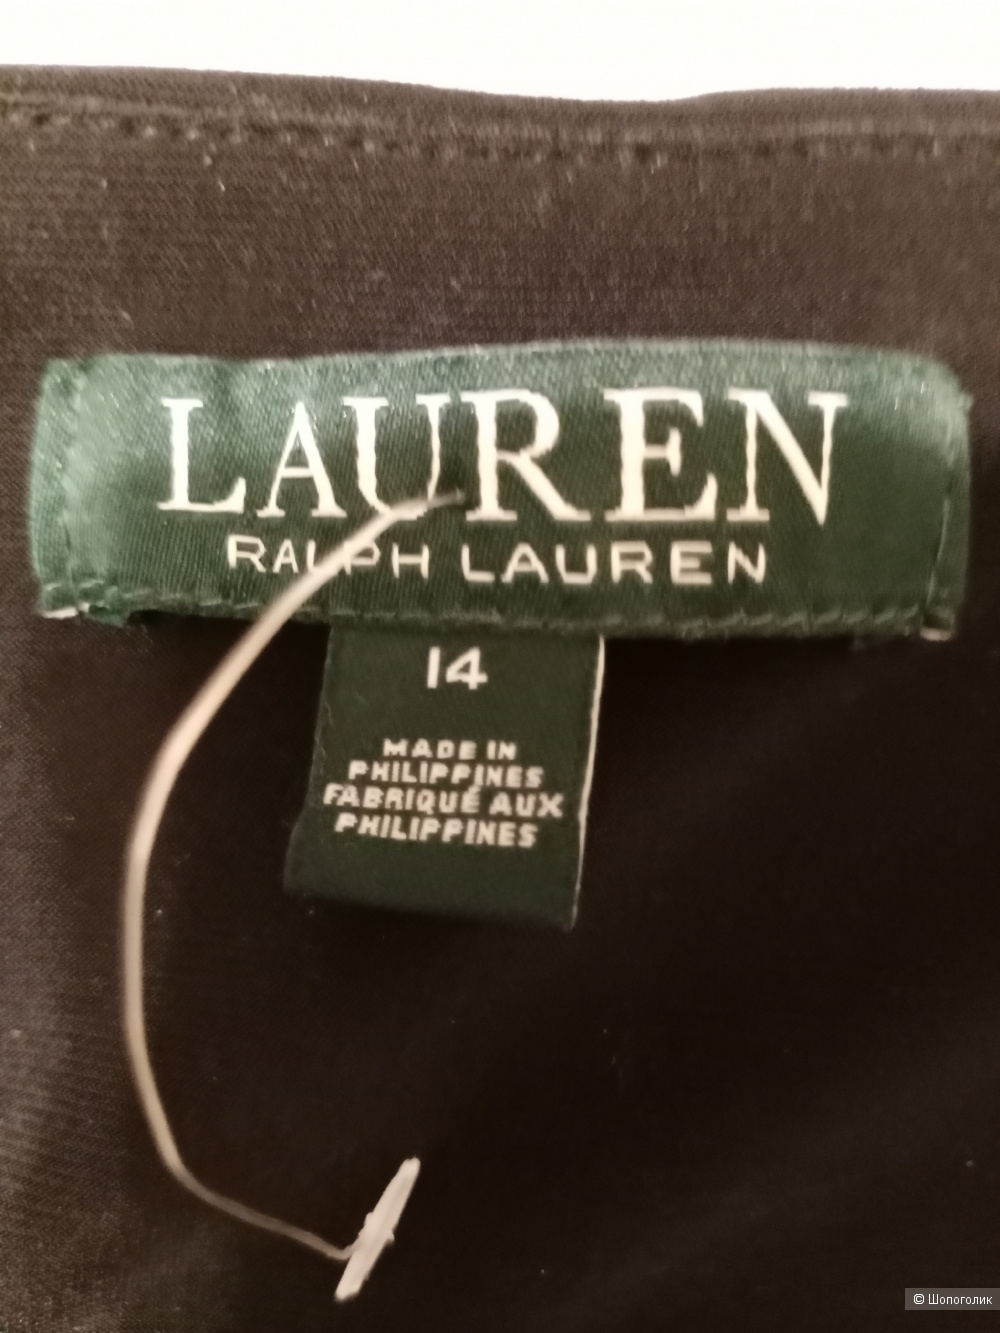 LAUREN
RALPH LAUREN
14
MADE IN
PHILIPPINES
FABRIQUÉ AUX
PHILIPPINES
© Шопоголик